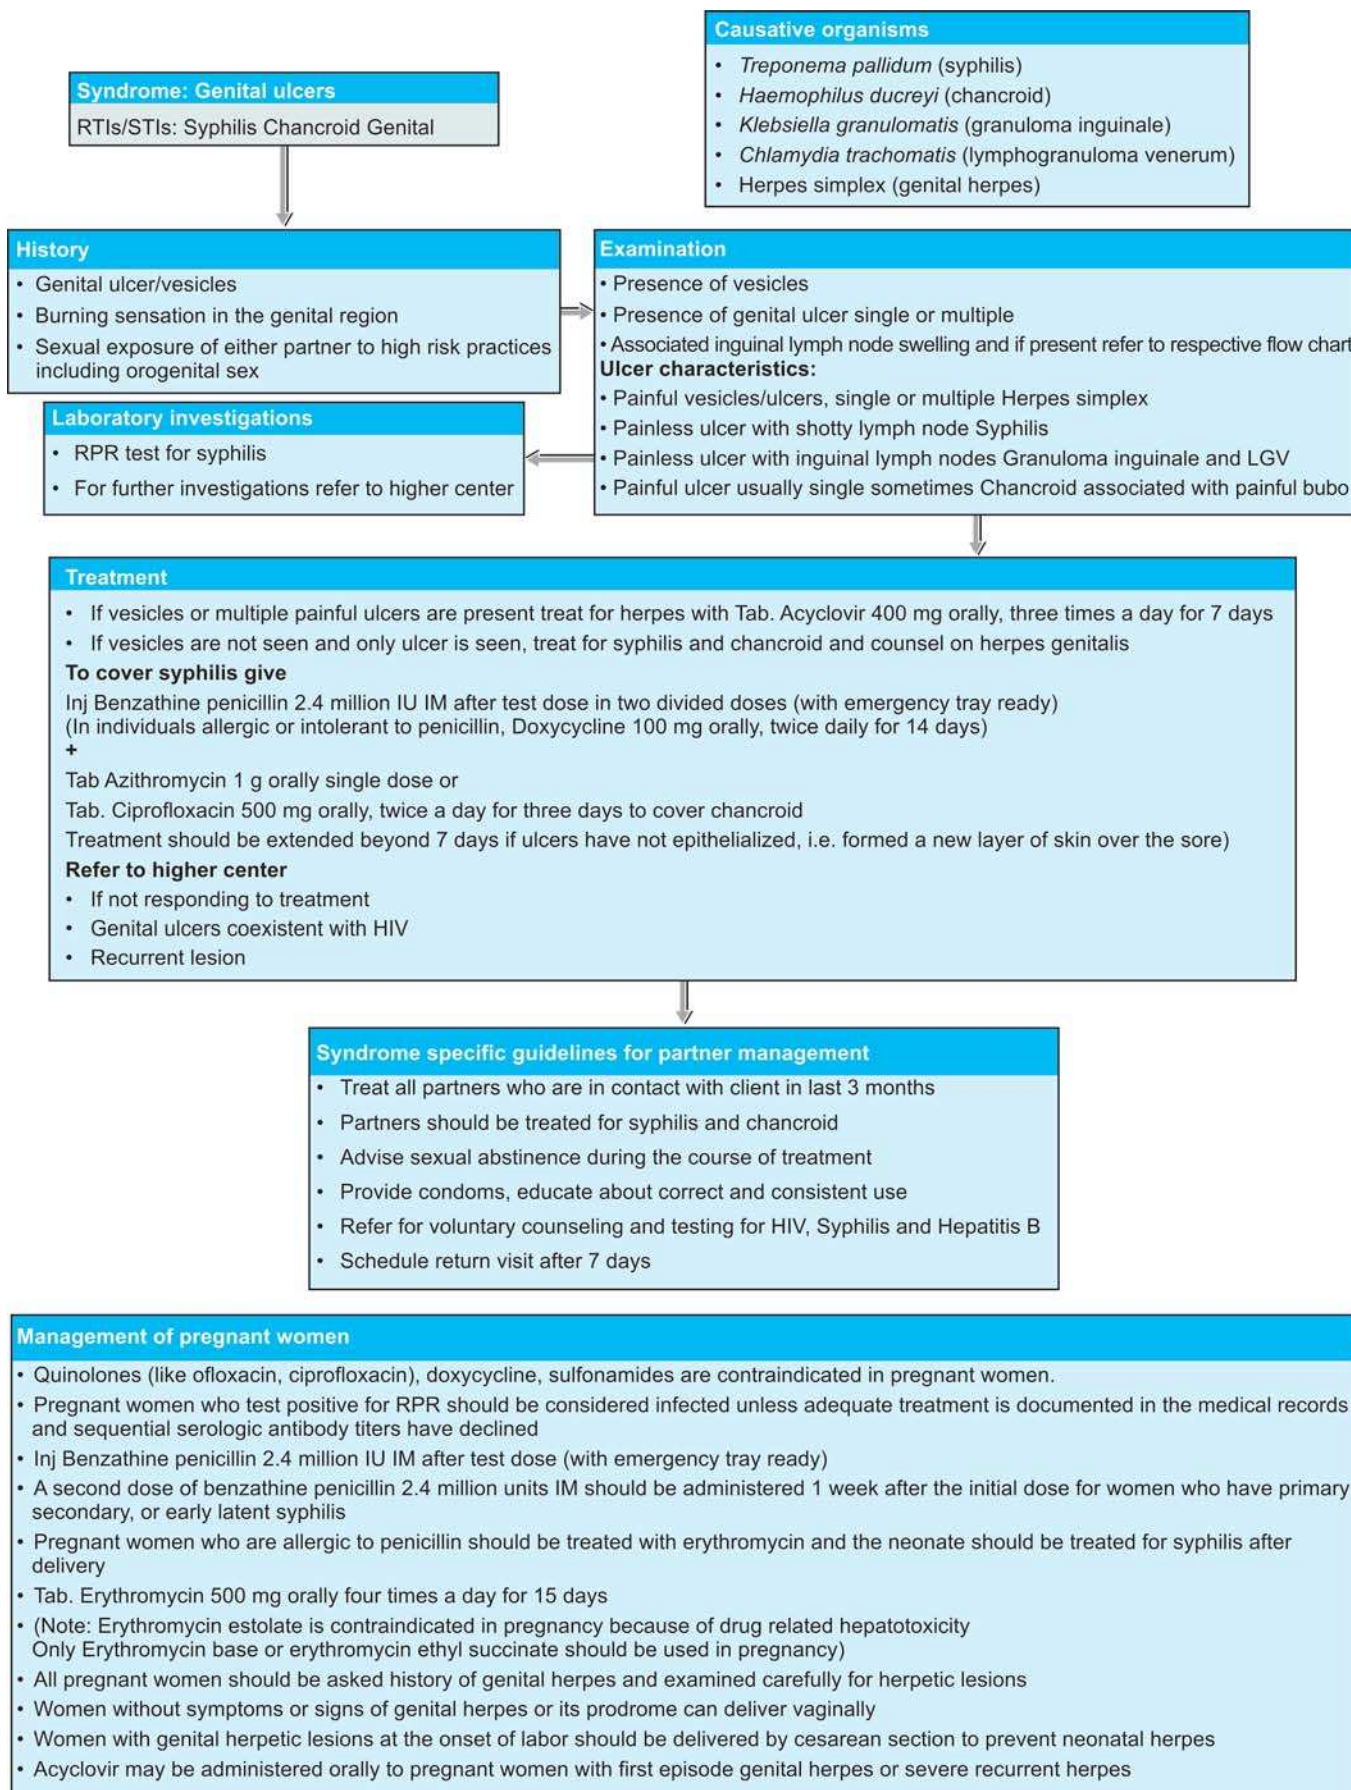 Causative organisms
• Treponema pallidum (syphilis)
• Haemophilus ducreyi (chancroid)
• Klebsiella granulomatis (granuloma inguinale)
• Chlamydia trachomatis (lymphogranuloma venerum)
• Herpes simplex (genital herpes)
Syndrome: Genital ulcers
RTIs/STIs: Syphilis Chancroid Genital
History
• Genital ulcer/vesicles
• Burning sensation in the genital region
• Sexual exposure of either partner to high risk practices
including orogenital sex
Examination
• Presence of vesicles
• Presence of genital ulcer single or multiple
• Associated inguinal lymph node swelling and if present refer to respective flow chart
Ulcer characteristics:
• Painful vesicles/ulcers, single or multiple Herpes simplex
• Painless ulcer with shotty lymph node Syphilis
• Painless ulcer with inguinal lymph nodes Granuloma inguinale and LGV
• Painful ulcer usually single sometimes Chancroid associated with painful bubo
Laboratory investigations
• RPR test for syphilis
• For further investigations refer to higher center
Treatment
• If vesicles or multiple painful ulcers are present treat for herpes with Tab. Acyclovir 400 mg orally, three times a day for 7 days
• If vesicles are not seen and only ulcer is seen, treat for syphilis and chancroid and counsel on herpes genitalis
To cover syphilis give
Inj Benzathine penicillin 2.4 million IU IM after test dose in two divided doses (with emergency tray ready)
(In individuals allergic or intolerant to penicillin, Doxycycline 100 mg orally, twice daily for 14 days)
+
Tab Azithromycin 1 g orally single dose or
Tab. Ciprofloxacin 500 mg orally, twice a day for three days to cover chancroid
Treatment should be extended beyond 7 days if ulcers have not epithelialized, i.e. formed a new layer of skin over the sore)
Refer to higher center
• If not responding to treatment
• Genital ulcers coexistent with HIV
• Recurrent lesion
Syndrome specific guidelines for partner management
• Treat all partners who are in contact with client in last 3 months
• Partners should be treated for syphilis and chancroid
• Advise sexual abstinence during the course of treatment
• Provide condoms, educate about correct and consistent use
• Refer for voluntary counseling and testing for HIV, Syphilis and Hepatitis B
• Schedule return visit after 7 days
Management of pregnant women
• Quinolones (like ofloxacin, ciprofloxacin), doxycycline, sulfonamides are contraindicated in pregnant women.
• Pregnant women who test positive for RPR should be considered infected unless adequate treatment is documented in the medical records
and sequential serologic antibody titers have declined
• Inj Benzathine penicillin 2.4 million IU IM after test dose (with emergency tray ready)
• A second dose of benzathine penicillin 2.4 million units IM should be administered 1 week after the initial dose for women who have primary
secondary, or early latent syphilis
• Pregnant women who are allergic to penicillin should be treated with erythromycin and the neonate should be treated for syphilis after
delivery
• Tab. Erythromycin 500 mg orally four times a day for 15 days
• (Note: Erythromycin estolate is contraindicated in pregnancy because of drug related hepatotoxicity
Only Erythromycin base or erythromycin ethyl succinate should be used in pregnancy)
• All pregnant women should be asked history of genital herpes and examined carefully for herpetic lesions
• Women without symptoms or signs of genital herpes or its prodrome can deliver vaginally
• Women with genital herpetic lesions at the onset of labor should be delivered by cesarean section to prevent neonatal herpes
• Acyclovir may be administered orally to pregnant women with first episode genital herpes or severe recurrent herpes